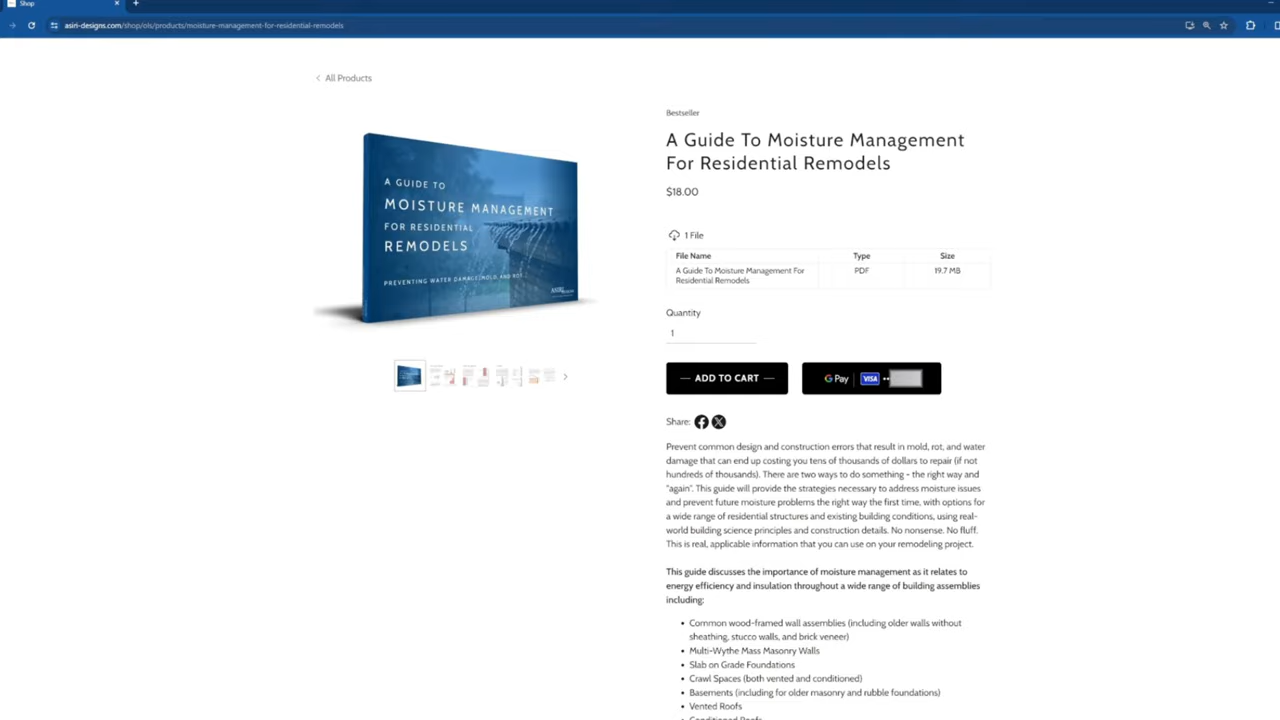 Shop
asiri-designs.com/shop/ols/products/moisture-management-for-residential-remodels
All Products
A GUIDE TO
MOISTURE MANAGEMENT
FOR RESIDENTIAL
REMODELS
PREVENTING WATER DAMAGE, MOLD, AND ROT
Bestseller
A Guide To Moisture Management
For Residential Remodels
$18.00
1 File
File Name Type Size
A Guide To Moisture Management For PDF 19.7 MB
Residential Remodels
Quantity
1
ADD TO CART
G Pay VISA
Share:
Prevent common design and construction errors that result in mold, rot, and water
damage that can end up costing you tens of thousands of dollars to repair (if not
hundreds of thousands). There are two ways to do something - the right way and
"again". This guide will provide the strategies necessary to address moisture issues
and prevent future moisture problems the right way the first time, with options for
a wide range of residential structures and existing building conditions, using real-
world building science principles and construction details. No nonsense. No fluff.
This is real, applicable information that you can use on your remodeling project.
This guide discusses the importance of moisture management as it relates to
energy efficiency and insulation throughout a wide range of building assemblies
including:
• Common wood-framed wall assemblies (including older walls without
sheathing, stucco walls, and brick veneer)
• Multi-Wythe Mass Masonry Walls
• Slab on Grade Foundations
• Crawl Spaces (both vented and conditioned)
• Basements (including for older masonry and rubble foundations)
• Vented Roofs
• Conditioned Roofs